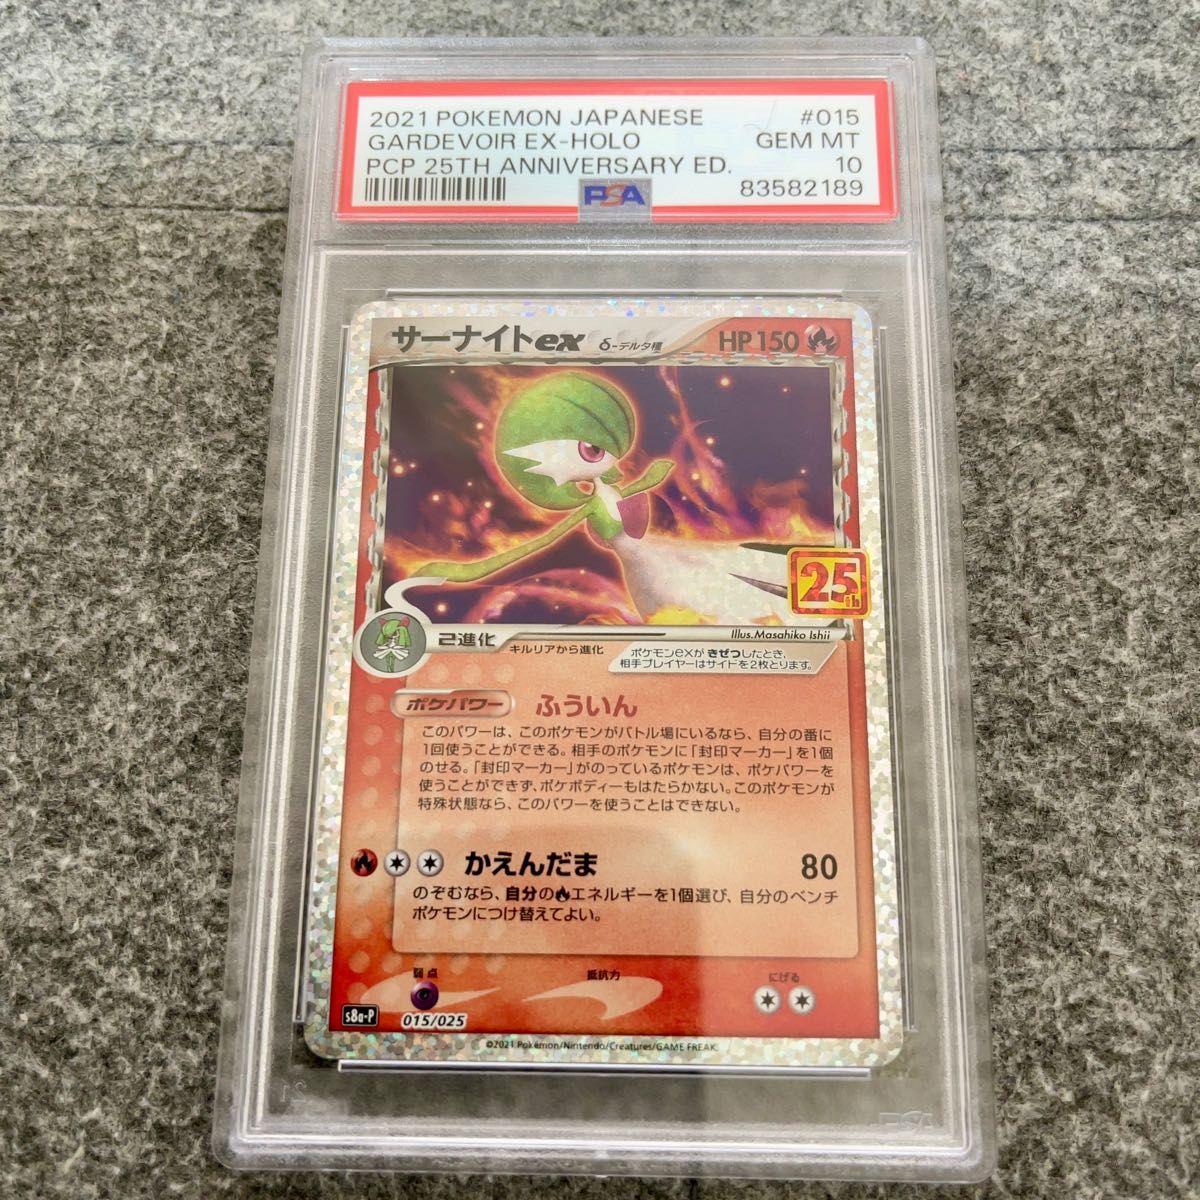 2021 POKEMON JAPANESE #015
GARDEVOIR EX-HOLO GEM MT
PCP 25TH ANNIVERSARY ED. 10
PSA 83582189
サーナイトex δ-デルタ種 HP150
25th
Illus.Masahiko Ishii
2進化 キルリアから進化
ポケモンexが きぜつしたとき、
相手プレイヤーはサイドを2枚とります。
ポケパワー ふういん
このパワーは、このポケモンがバトル場にいるなら、自分の番に
1回使うことができる。相手のポケモンに「封印マーカー」を1個
のせる。「封印マーカー」がのっているポケモンは、ポケパワーを
使うことができず、ポケボディーもはたらかない。このポケモンが
特殊状態なら、このパワーを使うことはできない。
かえんだま 80
のぞむなら、自分のエネルギーを1個選び、自分のベンチ
ポケモンにつけ替えてよい。
弱点 抵抗力 にげる
s8a-P 015/025
©2021 Pokémon/Nintendo/Creatures/GAME FREAK.
PSA